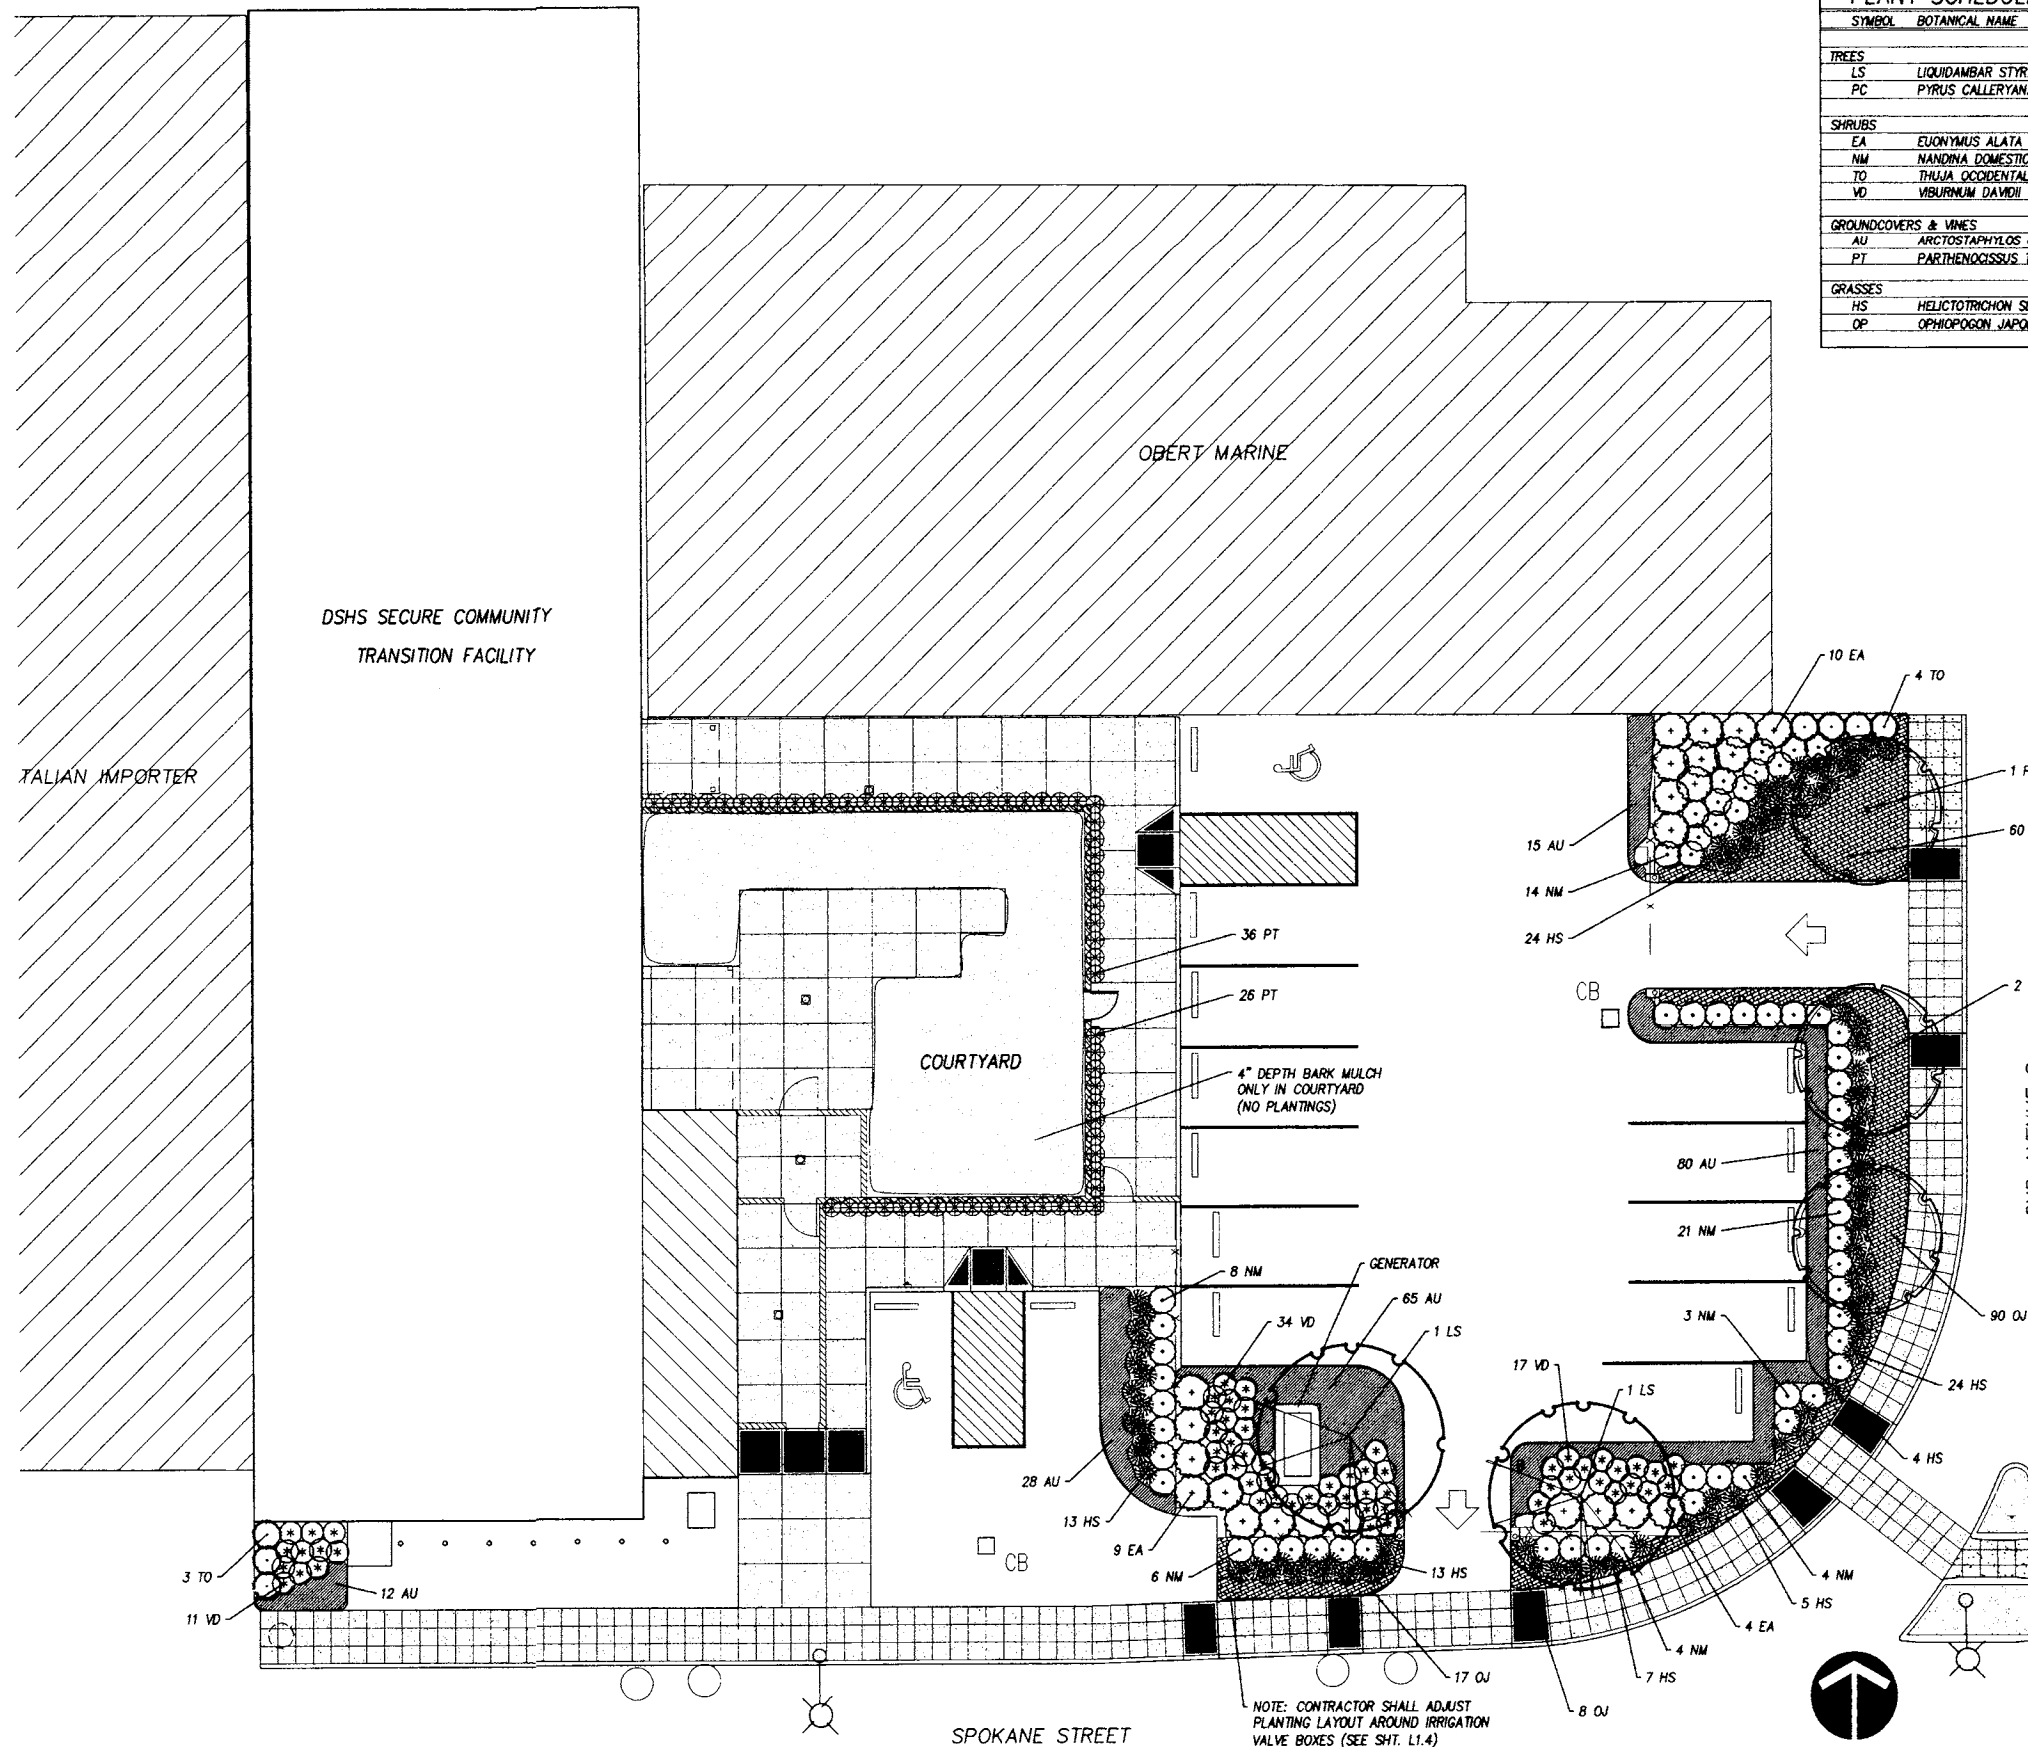 SYMBOL BOTANICAL NAME
TREES
LS LIQUIDAMBAR STYR
PC PYRUS CALLERYAN
SHRUBS
EA EUONYMUS ALATA
NM NANDINA DOMESTIC
TO THUJA OCCIDENTAL
VD VIBURNUM DAVIDII
GROUNDCOVERS & VINES
AU ARCTOSTAPHYLOS
PT PARTHENOCISSUS
GRASSES
HS HELICTOTRICHON
OP OPHIOPOGON JAPO
OBERT MARINE
DSHS SECURE COMMUNITY
TRANSITION FACILITY
TALIAN IMPORTER
10 EA
4 TO
1
60
15 AU
14 NM
24 HS
36 PT
26 PT
CB
2
COURTYARD
4" DEPTH BARK MULCH
ONLY IN COURTYARD
(NO PLANTINGS)
80 AU
21 NM
8 NM
GENERATOR
65 AU
34 VD
1 LS
3 NM
90 OJ
17 VD
1 LS
24 HS
4 HS
28 AU
13 HS
9 EA
6 NM
CB
13 HS
3 TO
12 AU
11 VD
4 NM
5 HS
4 EA
4 NM
7 HS
17 OJ
8 OJ
NOTE: CONTRACTOR SHALL ADJUST
PLANTING LAYOUT AROUND IRRIGATION
VALVE BOXES (SEE SHT. L1.4)
SPOKANE STREET